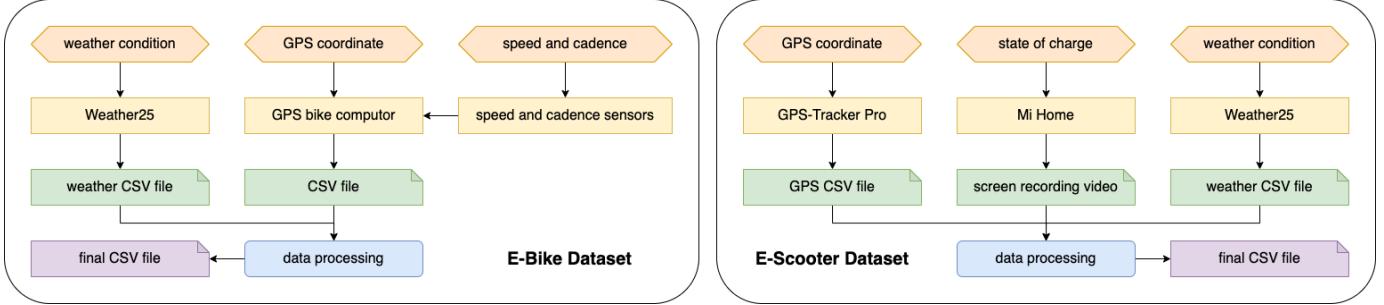 weather condition
GPS coordinate
speed and cadence
Weather25
GPS bike computor
speed and cadence sensors
weather CSV file
CSV file
final CSV file
data processing
E-Bike Dataset
GPS coordinate
state of charge
weather condition
GPS-Tracker Pro
Mi Home
Weather25
GPS CSV file
screen recording video
weather CSV file
E-Scooter Dataset
data processing
final CSV file